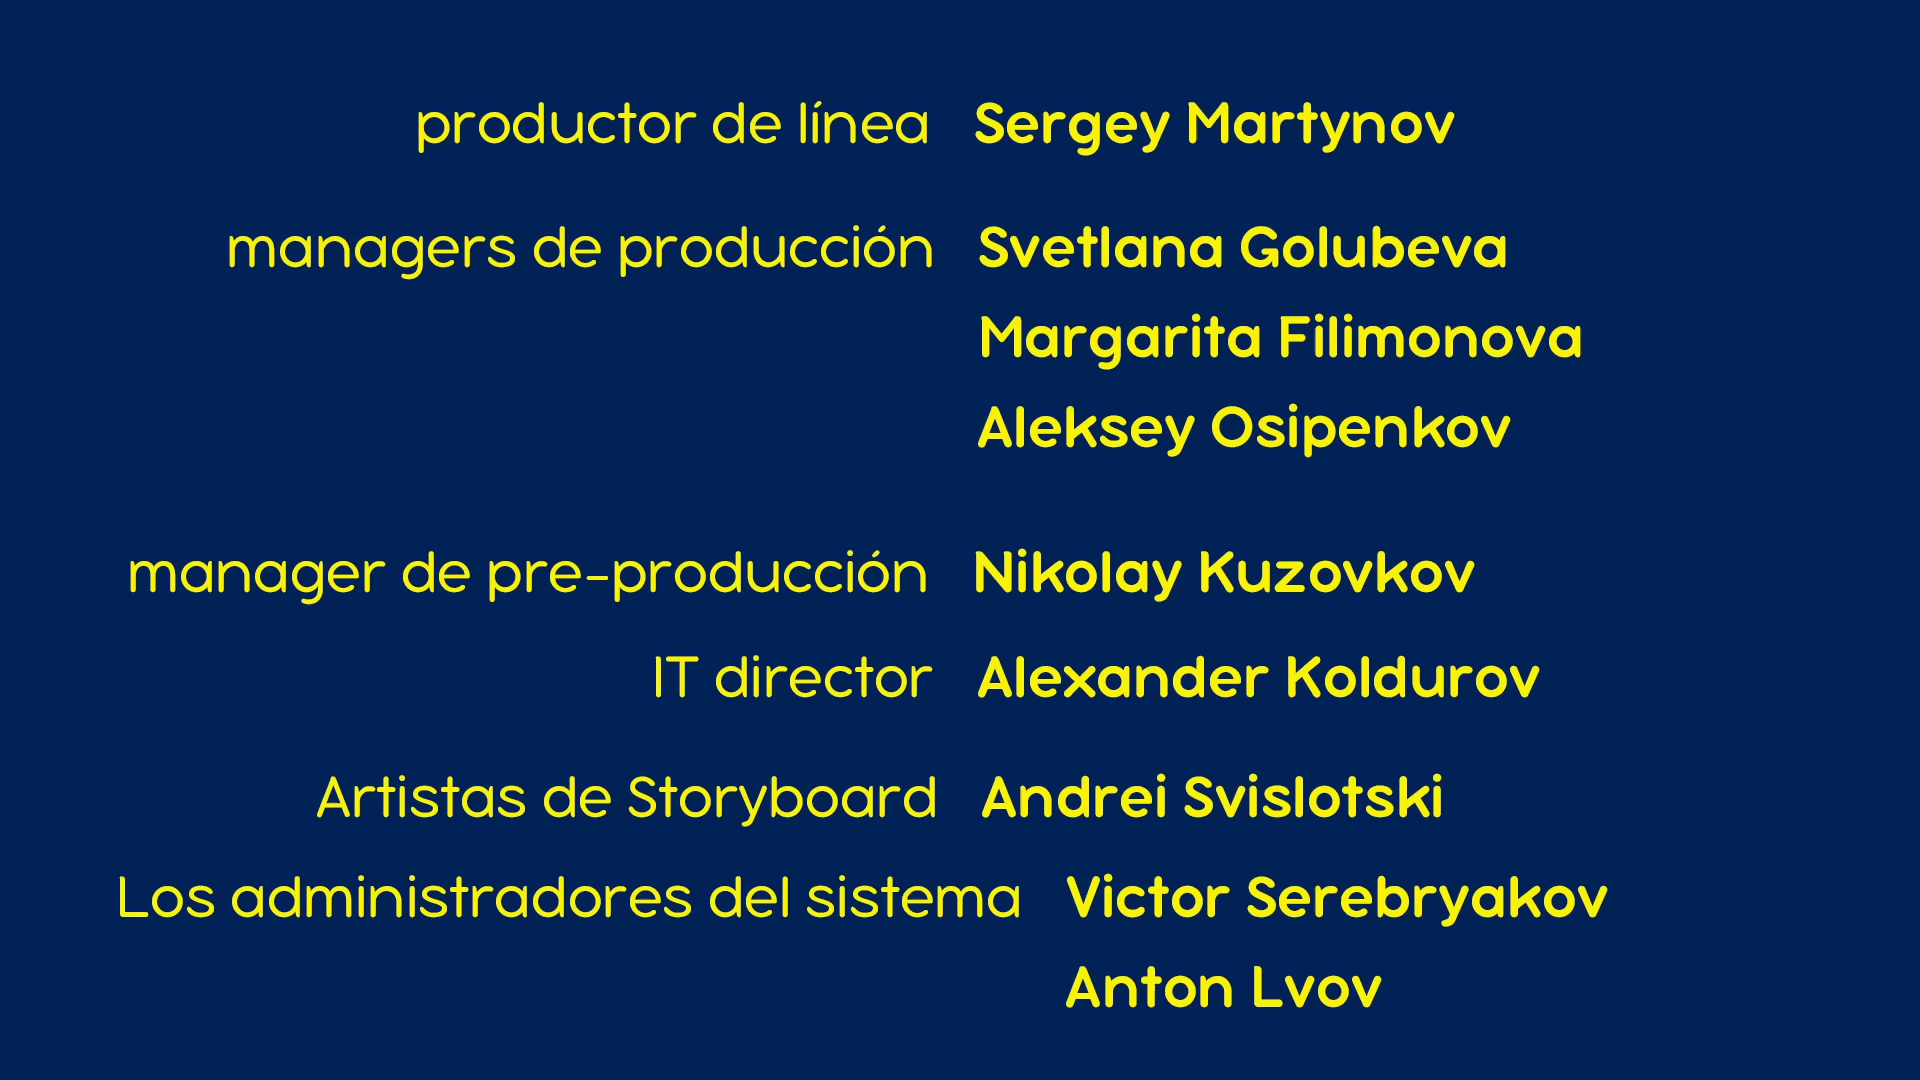 productor de línea Sergey Martynov
managers de producción Svetlana Golubeva
Margarita Filimonova
Aleksey Osipenkov
manager de pre-producción Nikolay Kuzovkov
IT director Alexander Koldurov
Artistas de Storyboard Andrei Svislotski
Los administradores del sistema Victor Serebryakov
Anton Lvov